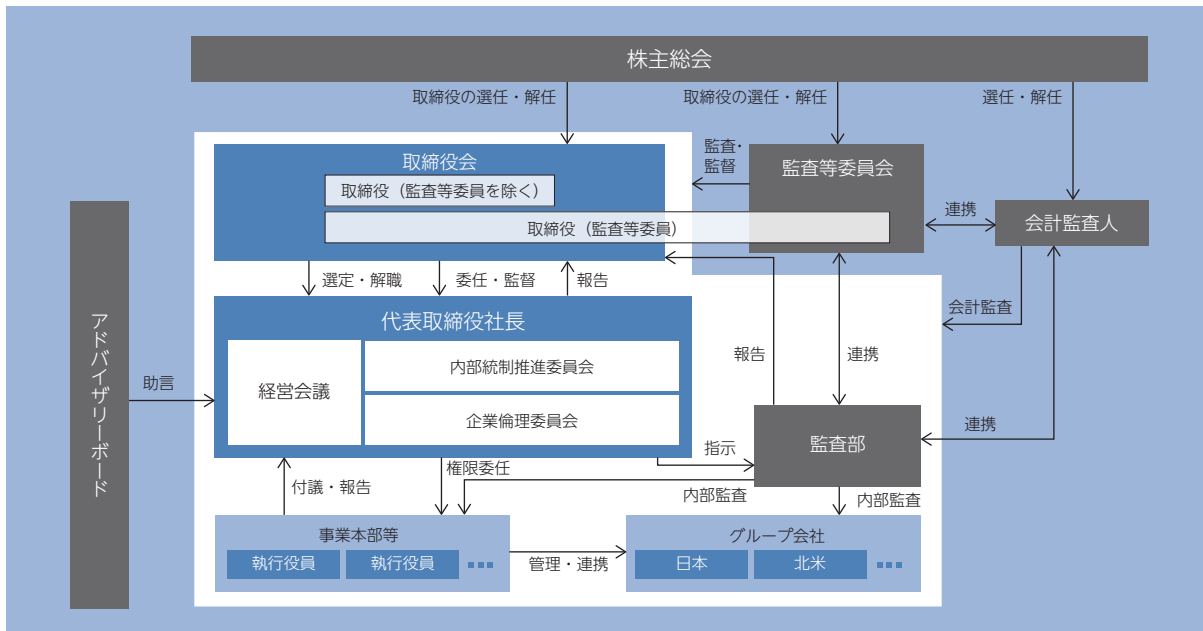 株主総会
取締役の選任・解任
取締役の選任・解任
選任・解任
取締役会
取締役（監査等委員を除く）
取締役（監査等委員）
監査・
監督
監査等委員会
連携
会計監査人
選定・解職
委任・監督
報告
会計監査
アドバイザリーボード
助言
代表取締役社長
経営会議
内部統制推進委員会
企業倫理委員会
報告
連携
連携
監査部
指示
権限委任
付議・報告
内部監査
内部監査
事業本部等
執行役員
執行役員
管理・連携
グループ会社
日本
北米